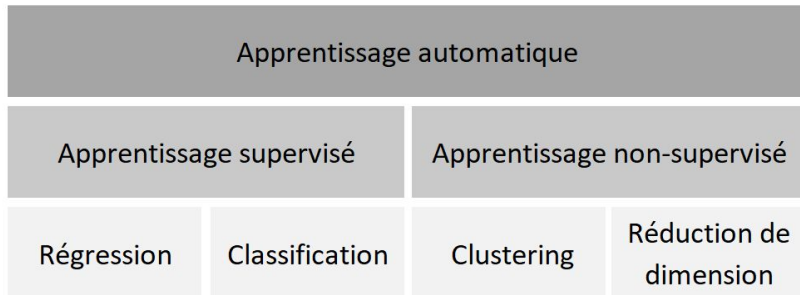 Apprentissage automatique
Apprentissage supervisé
Apprentissage non-supervisé
Régression
Classification
Clustering
Réduction de
dimension